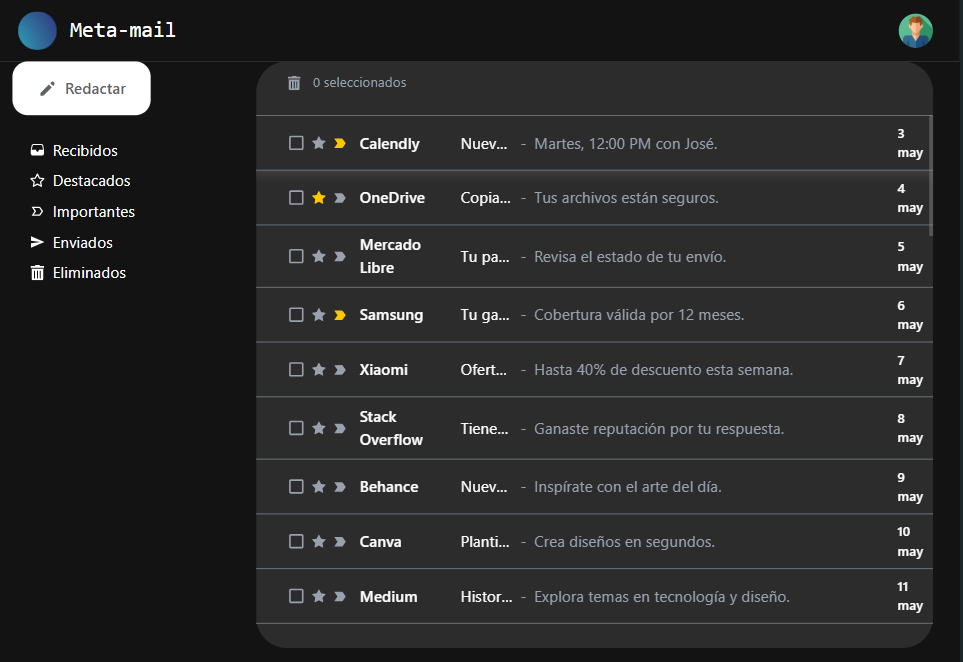 Meta-mail
Redactar
Recibidos
Destacados
Importantes
Enviados
Eliminados
0 seleccionados
Calendly Nuev... - Martes, 12:00 PM con José. 3 may
OneDrive Copia... - Tus archivos están seguros. 4 may
Mercado Libre Tu pa... - Revisa el estado de tu envío. 5 may
Samsung Tu ga... - Cobertura válida por 12 meses. 6 may
Xiaomi Ofert... - Hasta 40% de descuento esta semana. 7 may
Stack Overflow Tiene... - Ganaste reputación por tu respuesta. 8 may
Behance Nuev... - Inspírate con el arte del día. 9 may
Canva Planti... - Crea diseños en segundos. 10 may
Medium Histor... - Explora temas en tecnología y diseño. 11 may